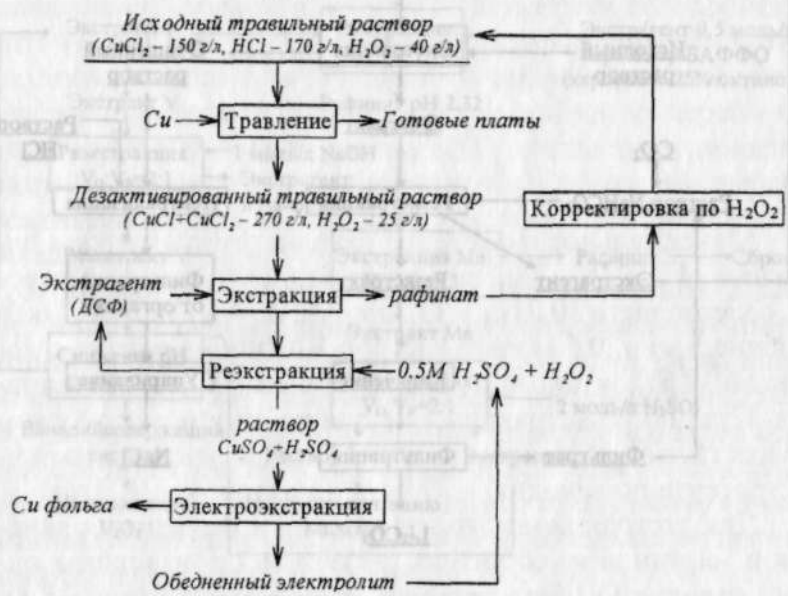 Исходный травильный раствор
(CuCl2 – 150 г/л, HCl – 170 г/л, H2O2 – 40 г/л)
Cu Травление Готовые платы
Дезактивированный травильный раствор
(CuCl+CuCl2 – 270 г/л, H2O2 – 25 г/л)
Корректировка по H2O2
Экстрагент
(ДСФ)
Экстракция рафинат
Реэкстракция 0.5M H2SO4 + H2O2
раствор
CuSO4+H2SO4
Cu фольга Электроэкстракция
Обедненный электролит